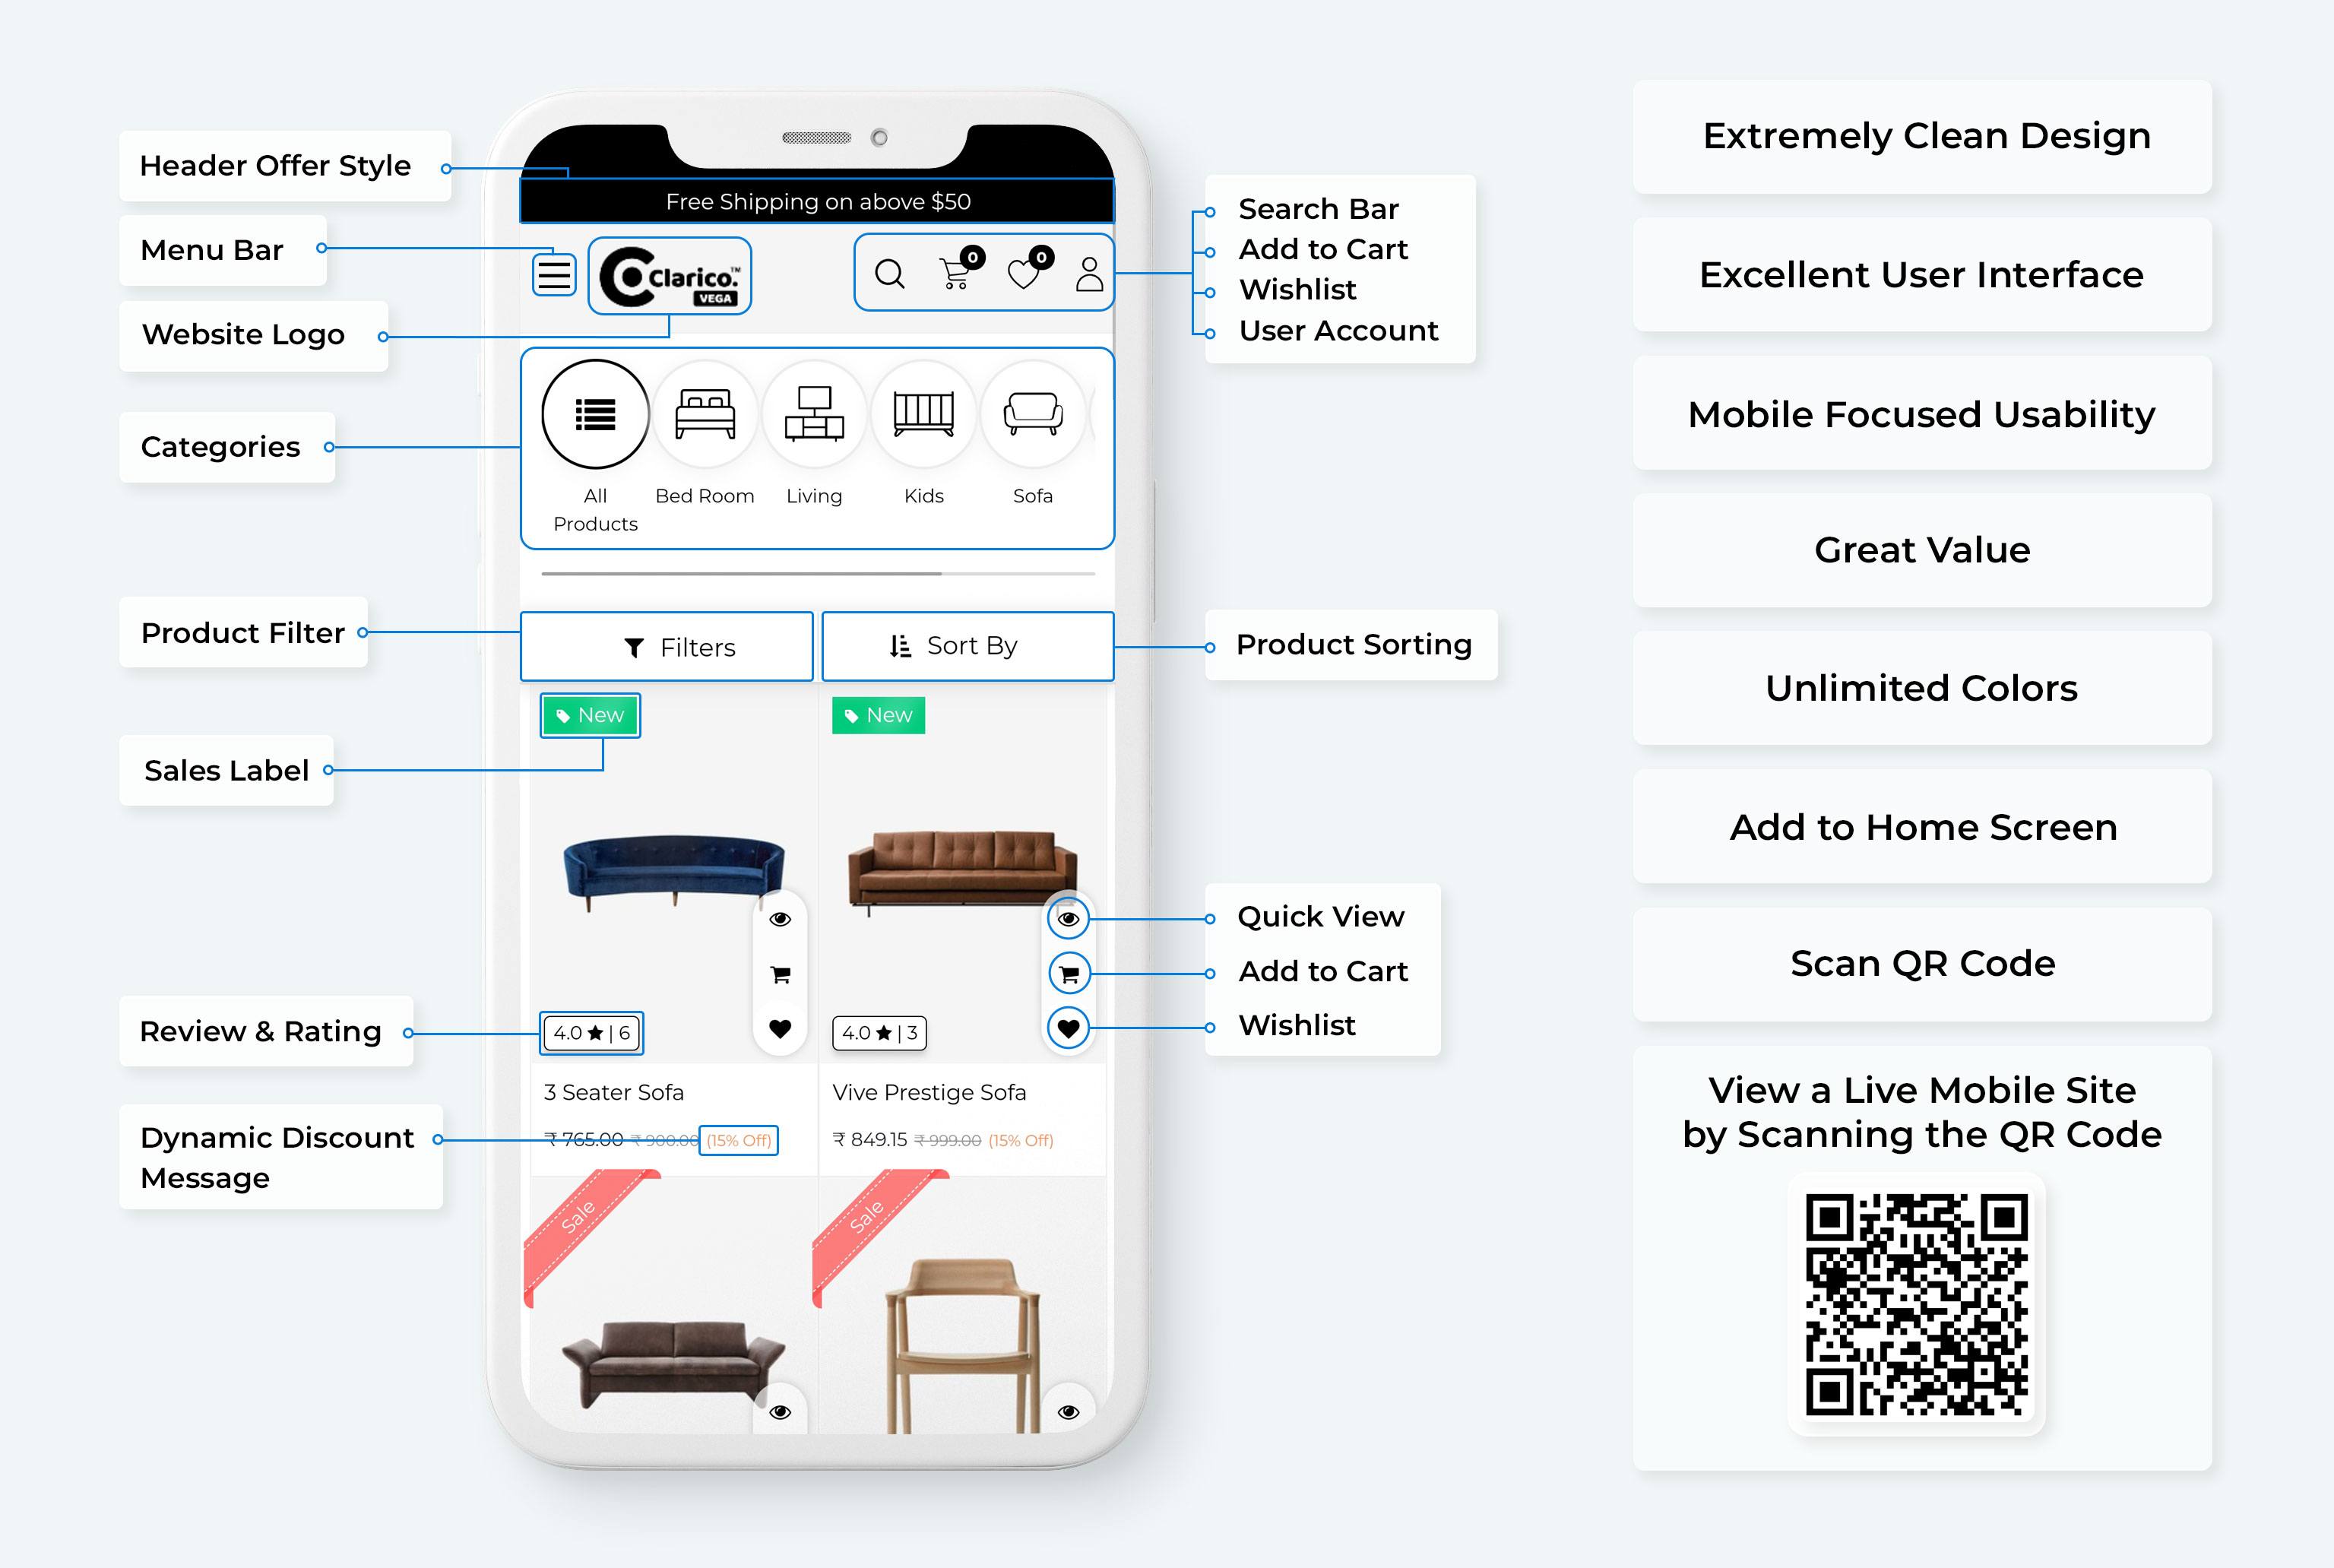 Header Offer Style
Menu Bar
Website Logo
Categories
Product Filter
Sales Label
Review & Rating
Dynamic Discount
Message
Free Shipping on above $50
Clarico.™
VEGA
0
0
All
Products
Bed Room
Living
Kids
Sofa
Filters
Sort By
New
New
4.0 ★ | 6
4.0 ★ | 3
3 Seater Sofa
₹ 765.00 ₹ 900.00 (15% Off)
Vive Prestige Sofa
₹ 849.15 ₹ 999.00 (15% Off)
Sale
Sale
Search Bar
Add to Cart
Wishlist
User Account
Product Sorting
Quick View
Add to Cart
Wishlist
Extremely Clean Design
Excellent User Interface
Mobile Focused Usability
Great Value
Unlimited Colors
Add to Home Screen
Scan QR Code
View a Live Mobile Site
by Scanning the QR Code